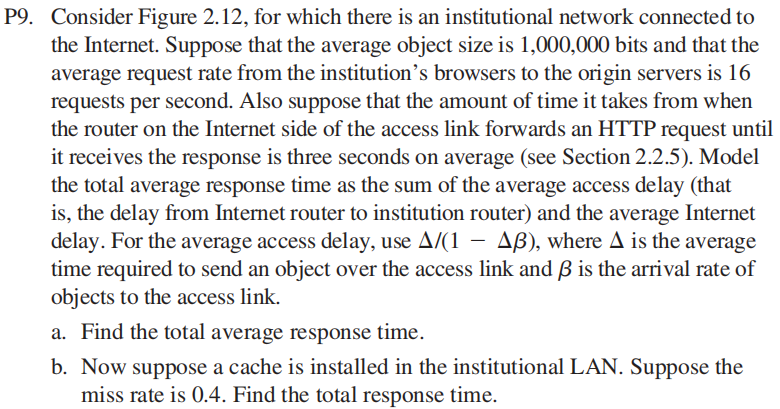 P9. Consider Figure 2.12, for which there is an institutional network connected to
the Internet. Suppose that the average object size is 1,000,000 bits and that the
average request rate from the institution’s browsers to the origin servers is 16
requests per second. Also suppose that the amount of time it takes from when
the router on the Internet side of the access link forwards an HTTP request until
it receives the response is three seconds on average (see Section 2.2.5). Model
the total average response time as the sum of the average access delay (that
is, the delay from Internet router to institution router) and the average Internet
delay. For the average access delay, use Δ/(1 − Δβ), where Δ is the average
time required to send an object over the access link and β is the arrival rate of
objects to the access link.
a. Find the total average response time.
b. Now suppose a cache is installed in the institutional LAN. Suppose the
miss rate is 0.4. Find the total response time.